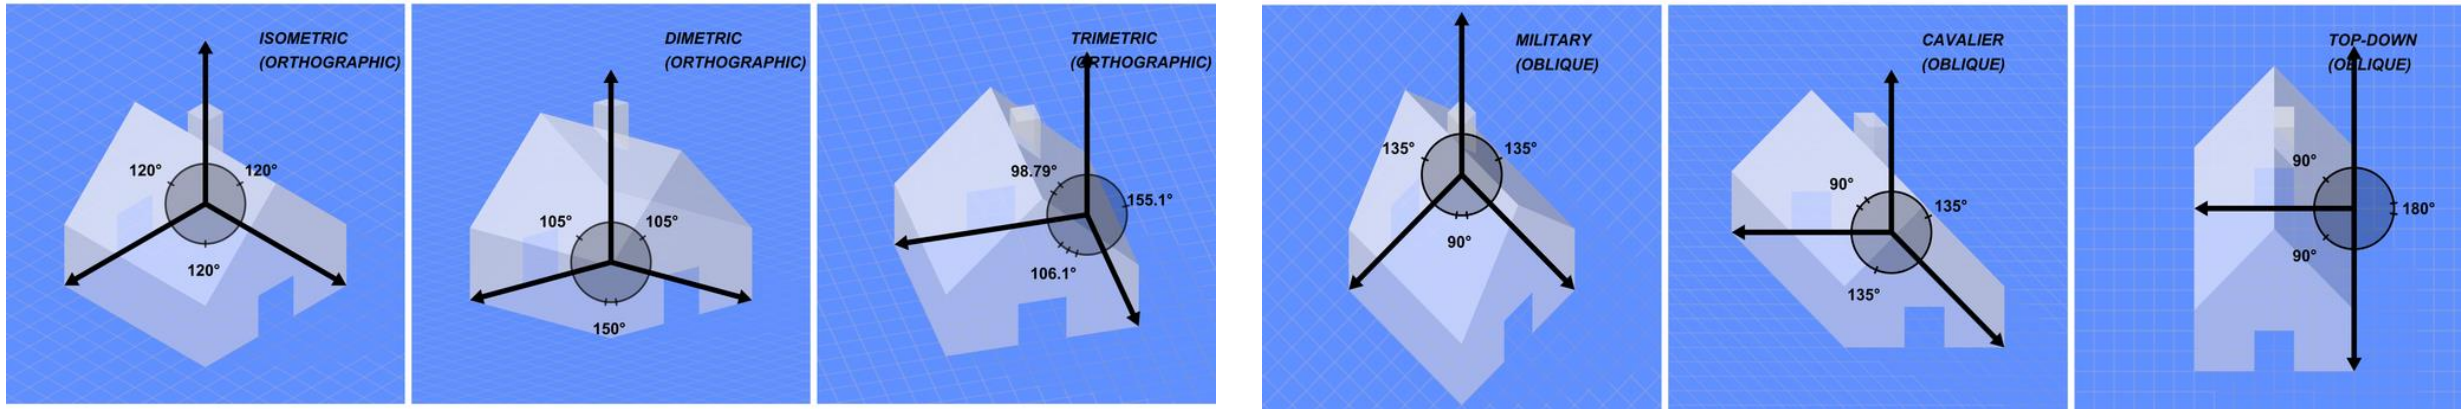 ISOMETRIC
(ORTHOGRAPHIC)
120°
120°
120°
DIMETRIC
(ORTHOGRAPHIC)
105°
105°
150°
TRIMETRIC
(ORTHOGRAPHIC)
98.79°
155.1°
106.1°
MILITARY
(OBLIQUE)
135°
135°
90°
CAVALIER
(OBLIQUE)
90°
135°
135°
TOP-DOWN
(OBLIQUE)
90°
180°
90°